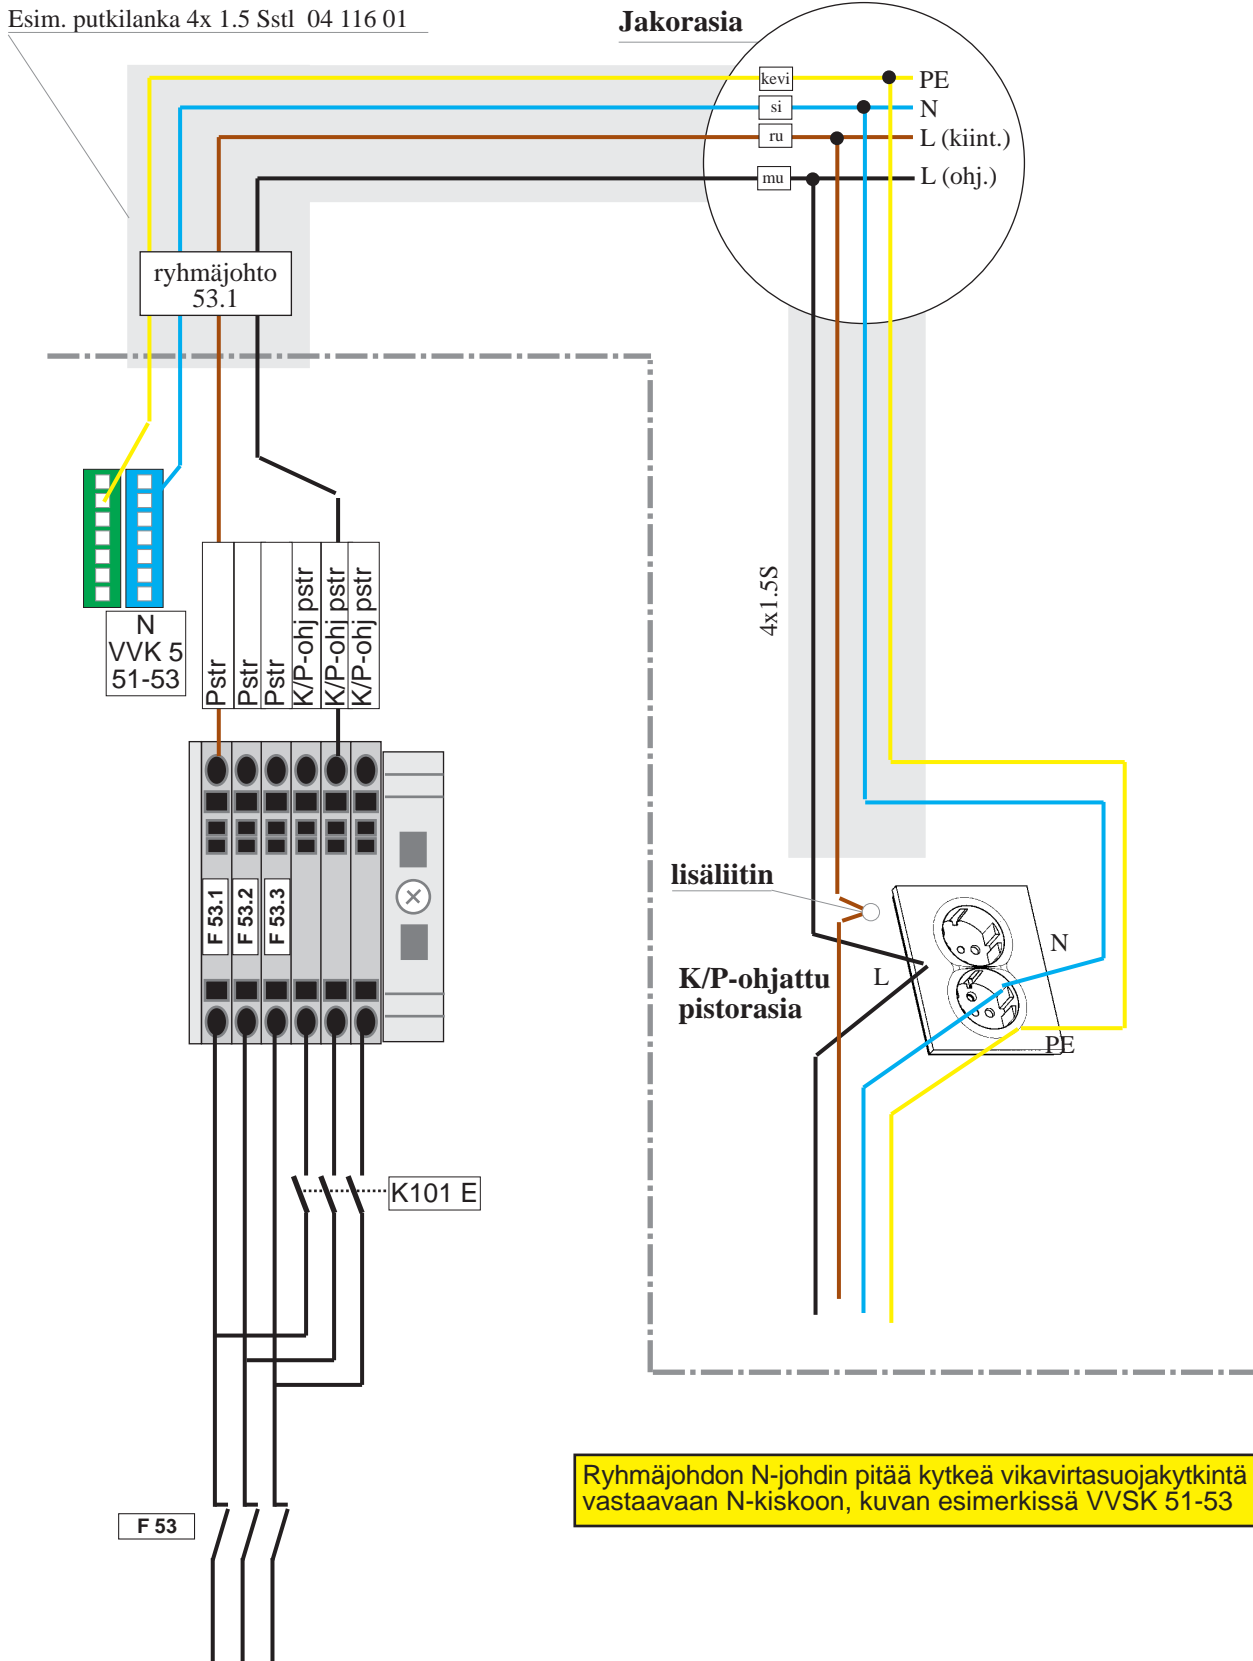 Esim. putkilanka 4x 1.5 Sstl  04 116 01
Jakorasia
kevi
PE
si
N
ru
L (kiint.)
mu
L (ohj.)
ryhmäjohto
53.1
N
VVK 5
51-53
Pstr
Pstr
Pstr
K/P-ohj pstr
K/P-ohj pstr
K/P-ohj pstr
4x1.5S
F 53.1
F 53.2
F 53.3
lisäliitin
K/P-ohjattu
pistorasia
L
N
PE
K101 E
F 53
Ryhmäjohdon N-johdin pitää kytkeä vikavirtasuojakytkintä
vastaavaan N-kiskoon, kuvan esimerkissä VVSK 51-53